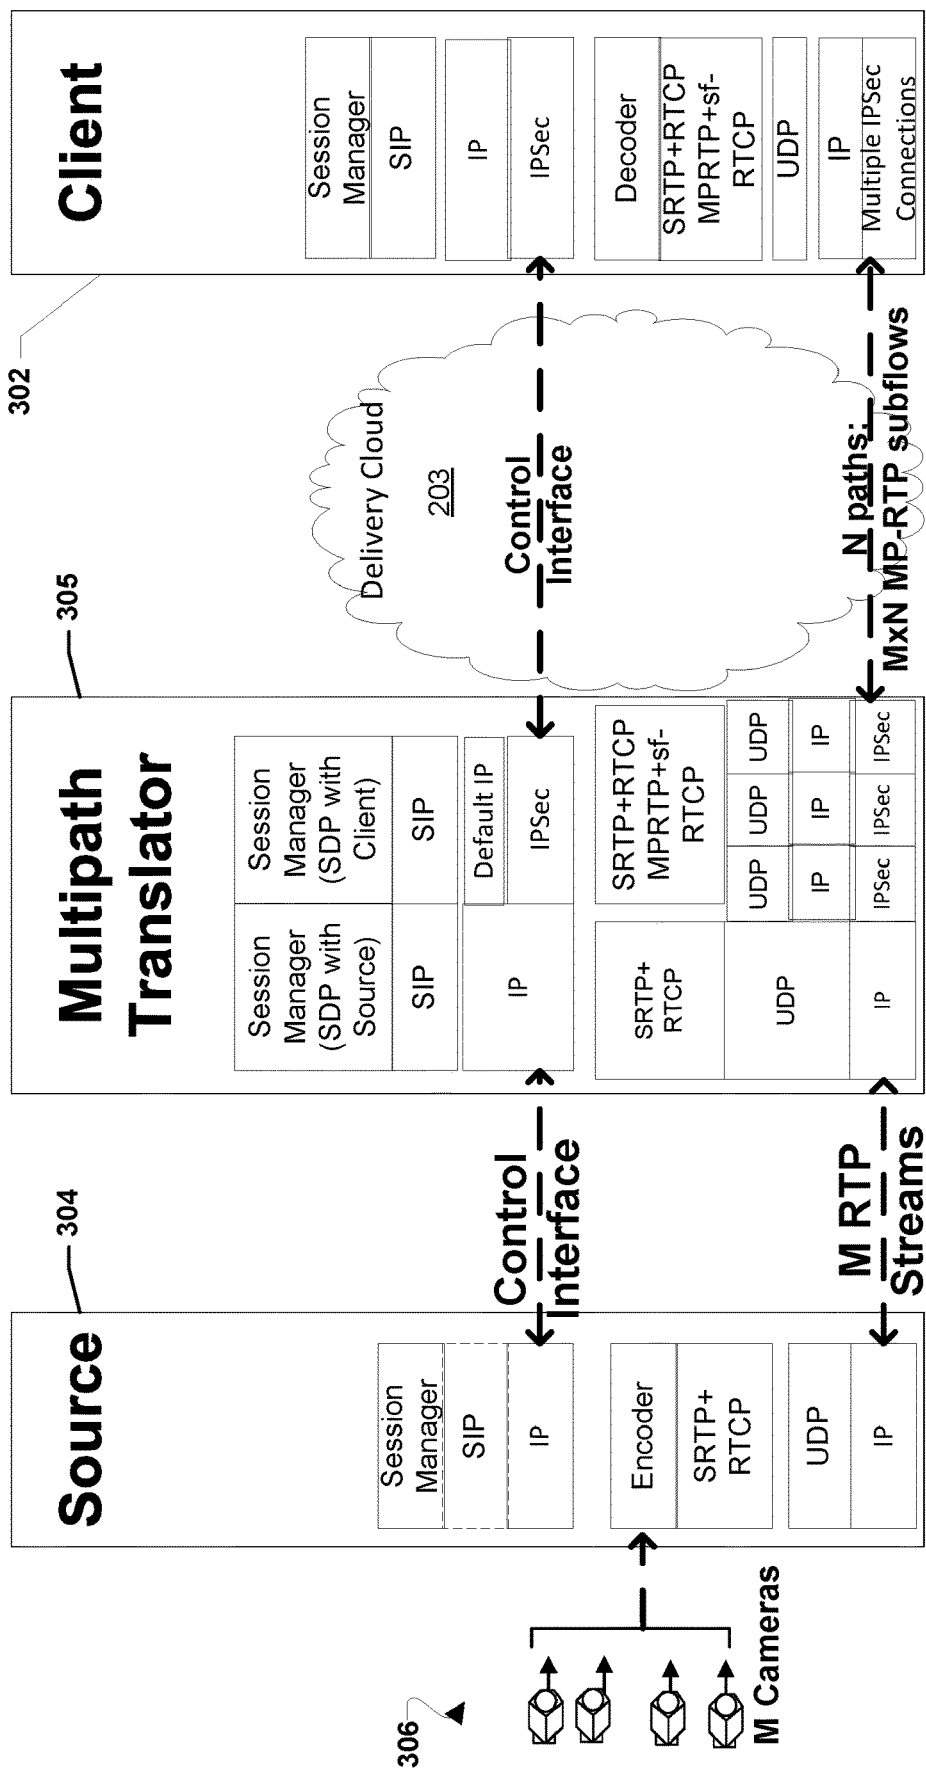 306
M Cameras
304
Source
Session
Manager
SIP
IP
Encoder
SRTP+
RTCP
UDP
IP
Control
Interface
M RTP
Streams
305
Multipath
Translator
Session
Manager
(SDP with
Source)
SIP
IP
Session
Manager
(SDP with
Client)
SIP
Default IP
IPSec
SRTP+
RTCP
UDP
IP
SRTP+RTCP
MPRTP+sf-
RTCP
UDP
UDP
UDP
IP
IP
IP
IPSec
IPSec
IPSec
Delivery Cloud
203
Control
Interface
N paths;
MxN MP-RTP subflows
302
Client
Session
Manager
SIP
IP
IPSec
Decoder
SRTP+RTCP
MPRTP+sf-
RTCP
UDP
IP
Multiple IPSec
Connections